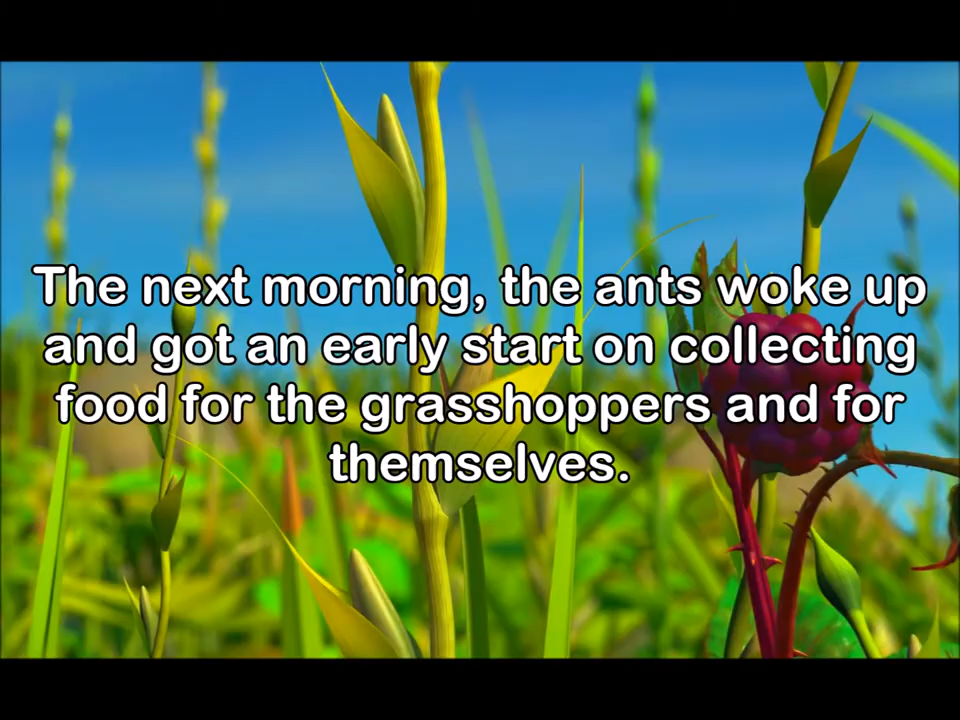 The next morning, the ants woke up
and got an early start on collecting
food for the grasshoppers and for
themselves.